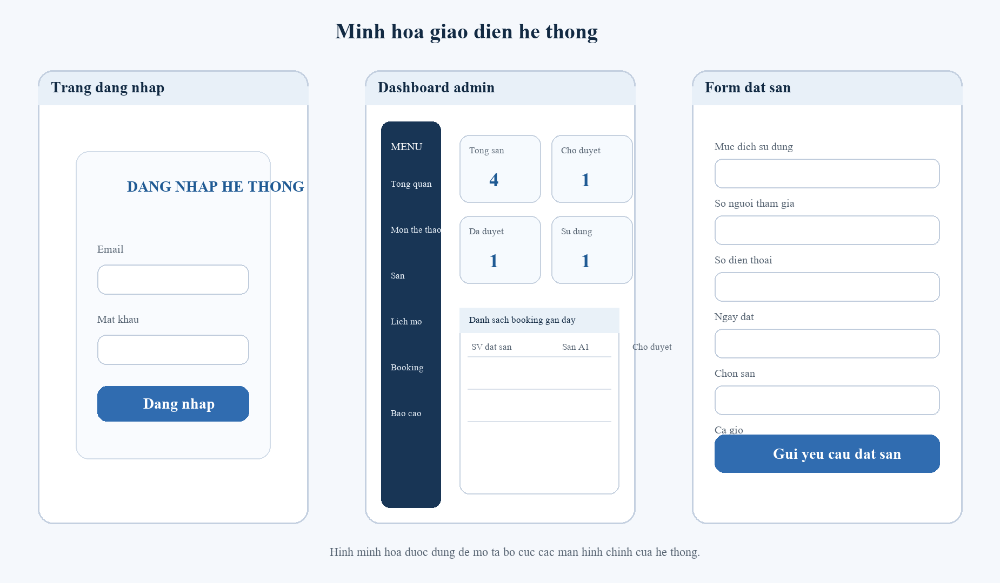 Minh hoa giao dien he thong
Trang dang nhap
DANG NHAP HE THONG
Email
Mat khau
Dang nhap
Dashboard admin
MENU
Tong quan
Mon the thao
San
Lich mo
Booking
Bao cao
Tong san
4
Cho duyet
1
Da duyet
1
Su dung
1
Danh sach booking gan day
SV dat san San A1 Cho duyet
Form dat san
Muc dich su dung
So nguoi tham gia
So dien thoai
Ngay dat
Chon san
Ca gio
Gui yeu cau dat san
Hinh minh hoa duoc dung de mo ta bo cuc cac man hinh chinh cua he thong.